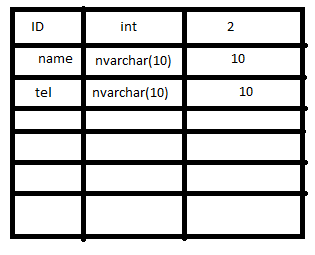 ID int 2
name nvarchar(10) 10
tel nvarchar(10) 10